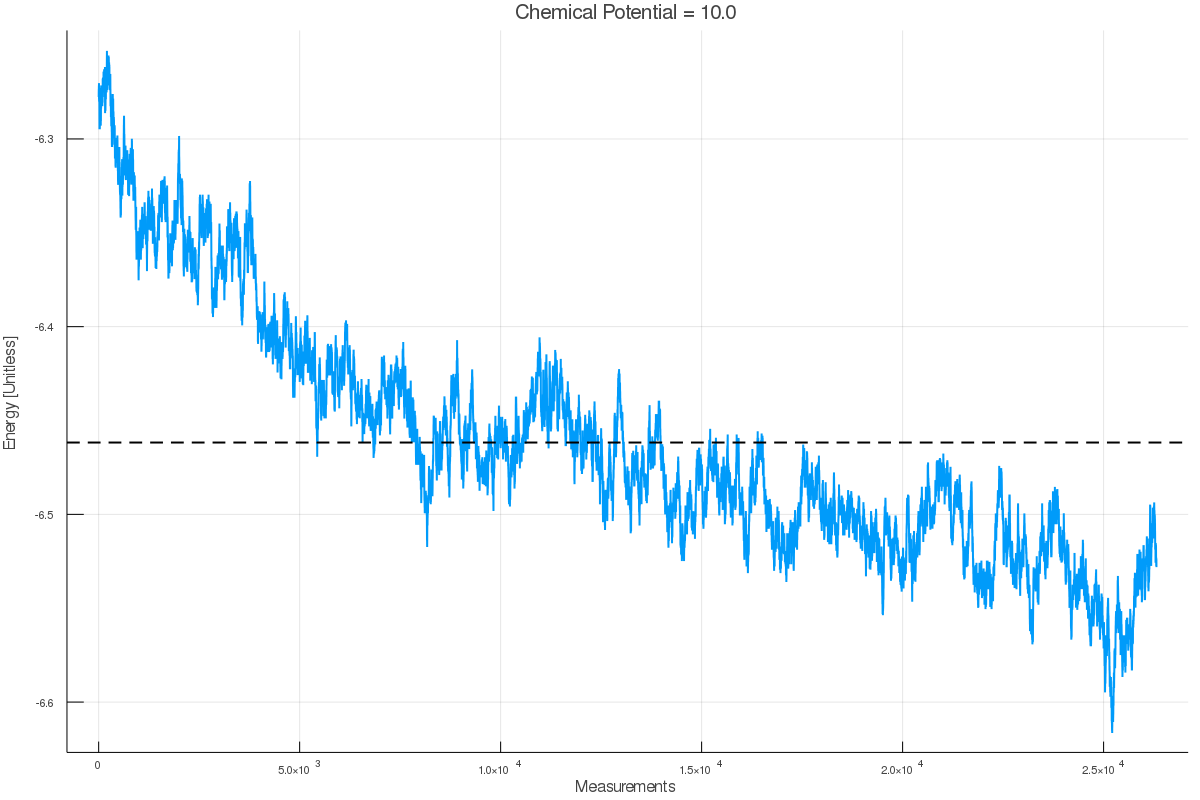 Chemical Potential = 10.0
Energy [Unitless]
-6.3
-6.4
-6.5
-6.6
0 5.0×10 3 1.0×10 4 1.5×10 4 2.0×10 4 2.5×10 4
Measurements